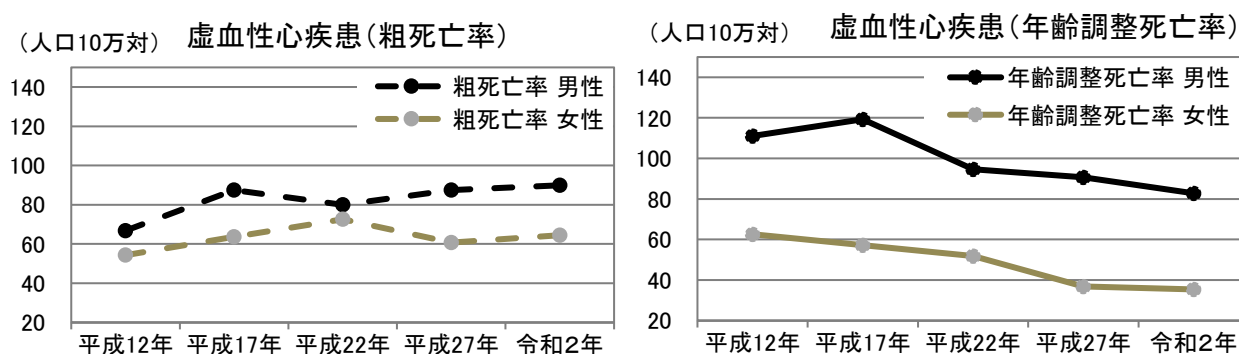 （人口10万対） 虚血性心疾患（粗死亡率）
粗死亡率 男性
粗死亡率 女性
140
120
100
80
60
40
20
平成12年 平成17年 平成22年 平成27年 令和2年
（人口10万対） 虚血性心疾患（年齢調整死亡率）
年齢調整死亡率 男性
年齢調整死亡率 女性
140
120
100
80
60
40
20
平成12年 平成17年 平成22年 平成27年 令和2年